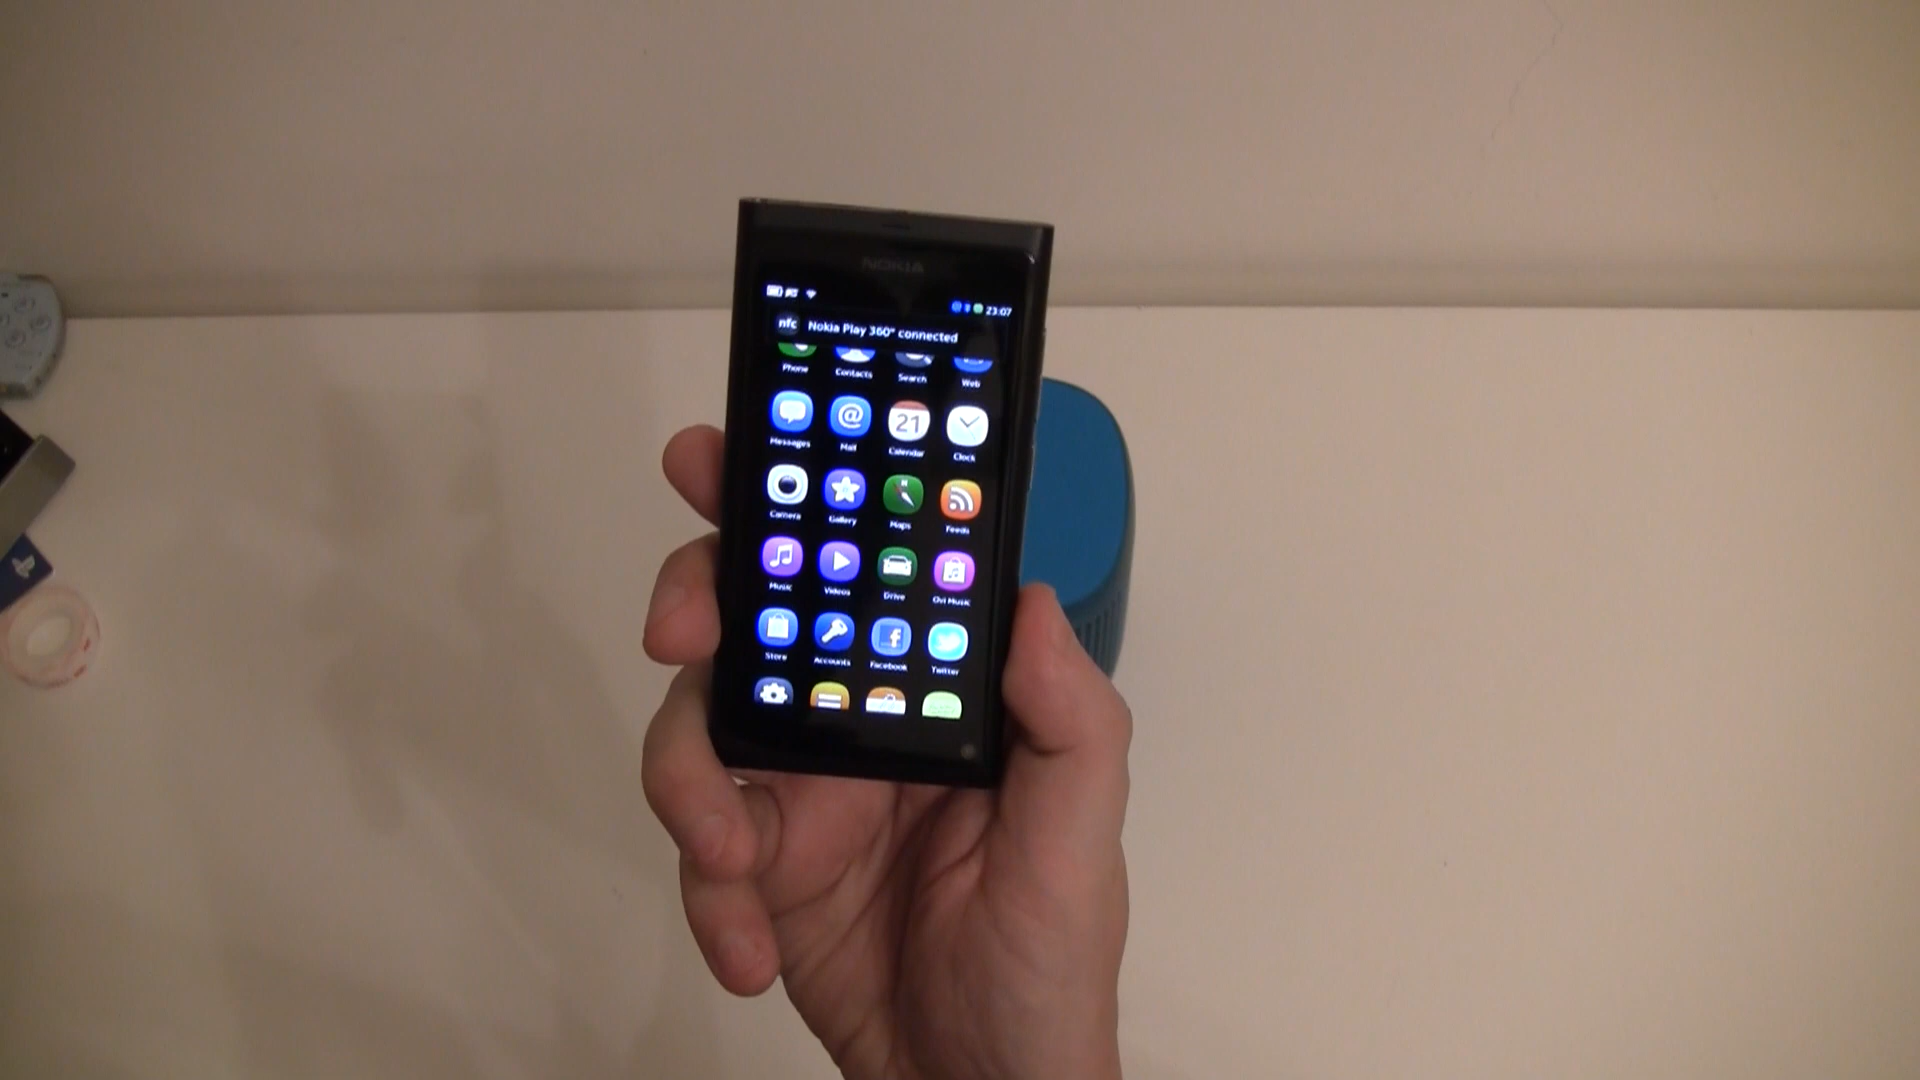 NOKIA
23:07
nfc Nokia Play 360° connected
Phone Contacts Search Web
21
Messages Mail Calendar Clock
Camera Gallery Maps Feeds
Music Videos Drive Ovi Music
Store Accounts Facebook Twitter